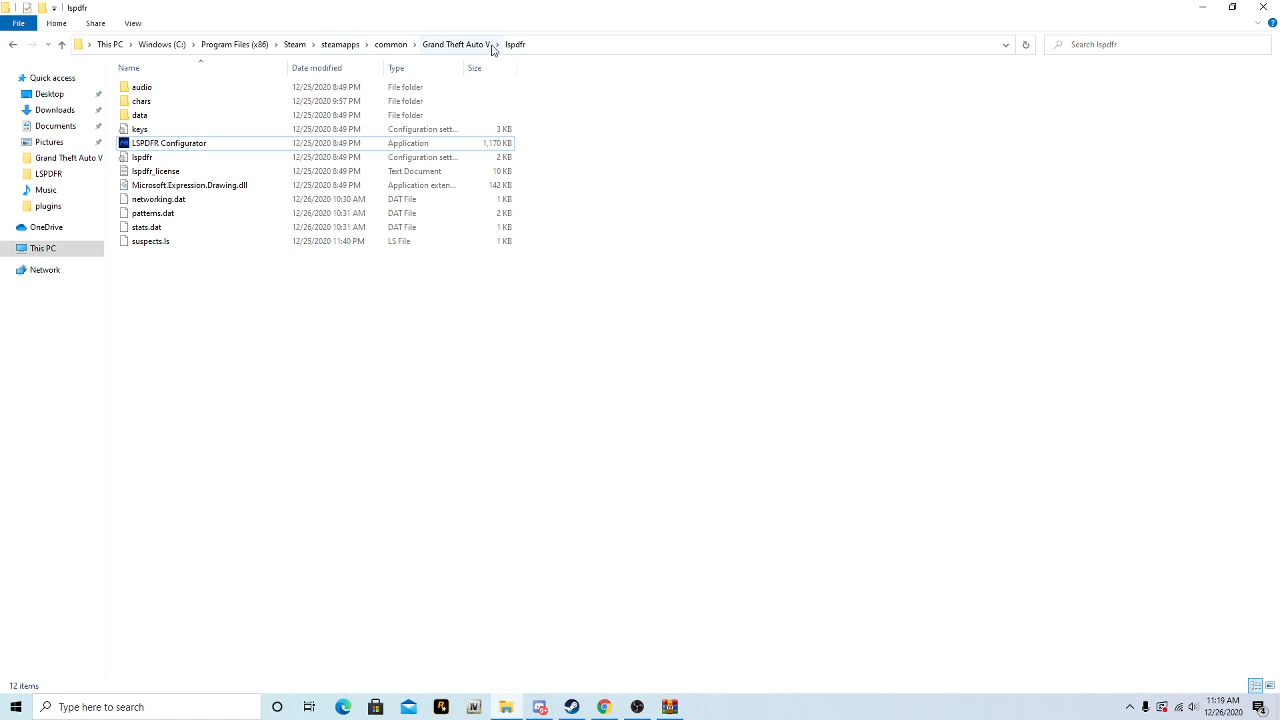 lspdfr
File Home Share View
This PC > Windows (C:) > Program Files (x86) > Steam > steamapps > common > Grand Theft Auto V > lspdfr
Search lspdfr
Name Date modified Type Size
Quick access
Desktop
Downloads
Documents
Pictures
Grand Theft Auto V
LSPDFR
Music
plugins
OneDrive
This PC
Network
audio 12/25/2020 8:49 PM File folder
chars 12/25/2020 9:57 PM File folder
data 12/25/2020 8:49 PM File folder
keys 12/25/2020 8:49 PM Configuration sett... 3 KB
LSPDFR Configurator 12/25/2020 8:49 PM Application 1,170 KB
lspdfr 12/25/2020 8:49 PM Configuration sett... 2 KB
lspdfr_license 12/25/2020 8:49 PM Text Document 10 KB
Microsoft.Expression.Drawing.dll 12/25/2020 8:49 PM Application exten... 142 KB
networking.dat 12/26/2020 10:30 AM DAT File 1 KB
patterns.dat 12/26/2020 10:31 AM DAT File 2 KB
stats.dat 12/26/2020 10:31 AM DAT File 1 KB
suspects.ls 12/25/2020 11:40 PM LS File 1 KB
12 items
Type here to search
11:19 AM
12/26/2020
4